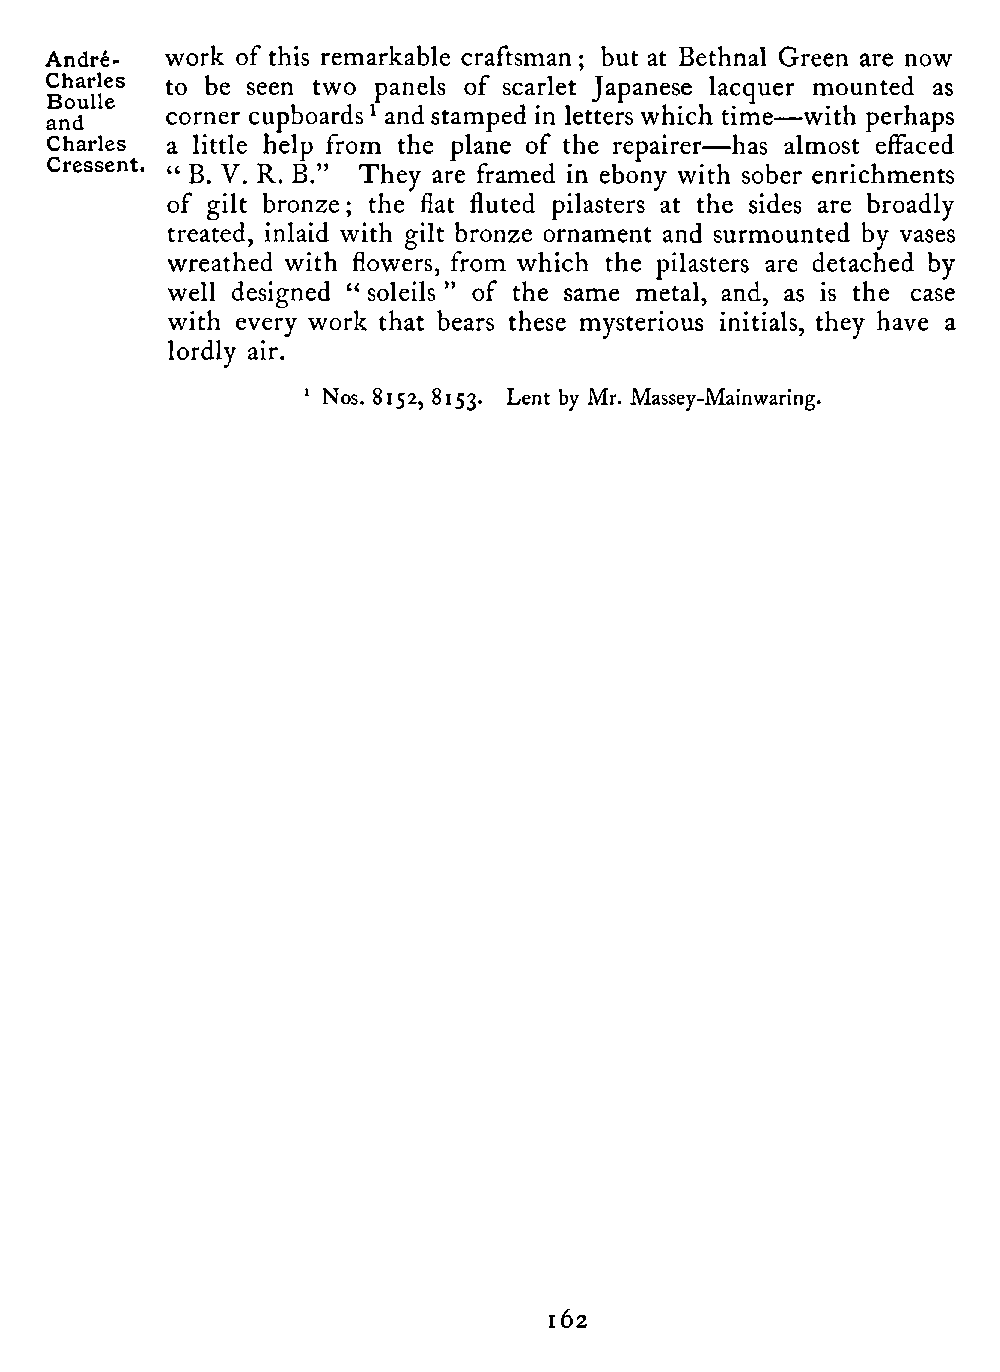 André-
Charles
Boulle
and
Charles
Cressent.
work of this remarkable craftsman; but at Bethnal Green are now
to be seen two panels of scarlet Japanese lacquer mounted as
corner cupboards ¹ and stamped in letters which time—with perhaps
a little help from the plane of the repairer—has almost effaced
“ B. V. R. B.” They are framed in ebony with sober enrichments
of gilt bronze; the flat fluted pilasters at the sides are broadly
treated, inlaid with gilt bronze ornament and surmounted by vases
wreathed with flowers, from which the pilasters are detached by
well designed “ soleils ” of the same metal, and, as is the case
with every work that bears these mysterious initials, they have a
lordly air.
¹ Nos. 8152, 8153. Lent by Mr. Massey-Mainwaring.
162